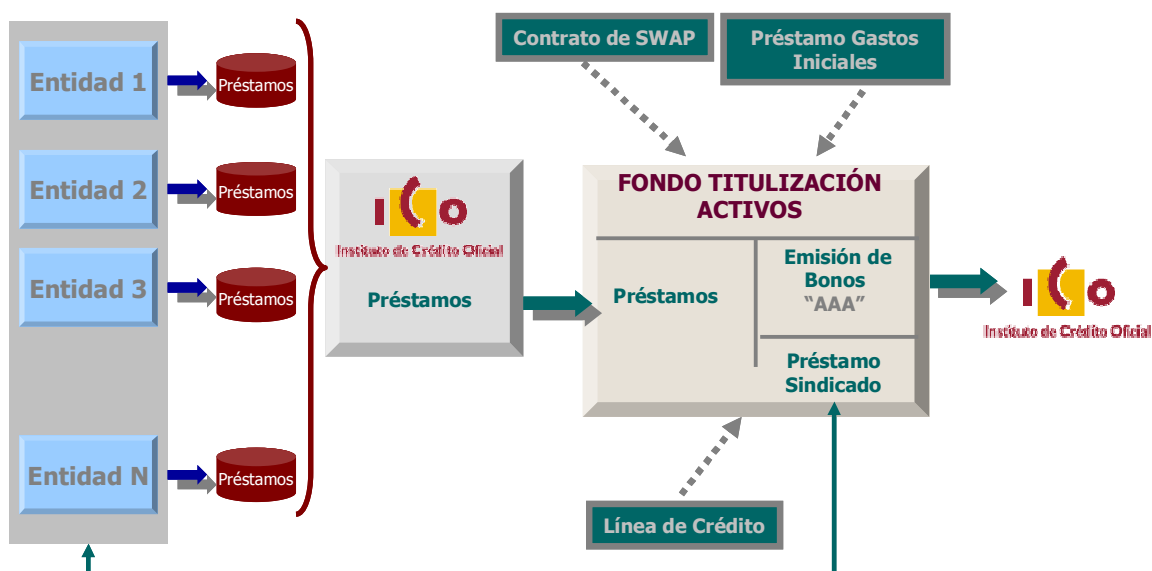 Entidad 1
Préstamos
Entidad 2
Préstamos
Entidad 3
Préstamos
Entidad N
Préstamos
ICO
Instituto de Crédito Oficial
Préstamos
Contrato de SWAP
Préstamo Gastos
Iniciales
FONDO TITULIZACIÓN
ACTIVOS
Préstamos
Emisión de
Bonos
“AAA”
Préstamo
Sindicado
Línea de Crédito
ICO
Instituto de Crédito Oficial